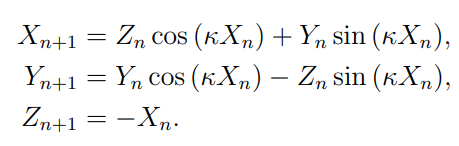 X_{n+1} = Z_n cos (κX_n) + Y_n sin (κX_n),
Y_{n+1} = Y_n cos (κX_n) − Z_n sin (κX_n),
Z_{n+1} = −X_n.